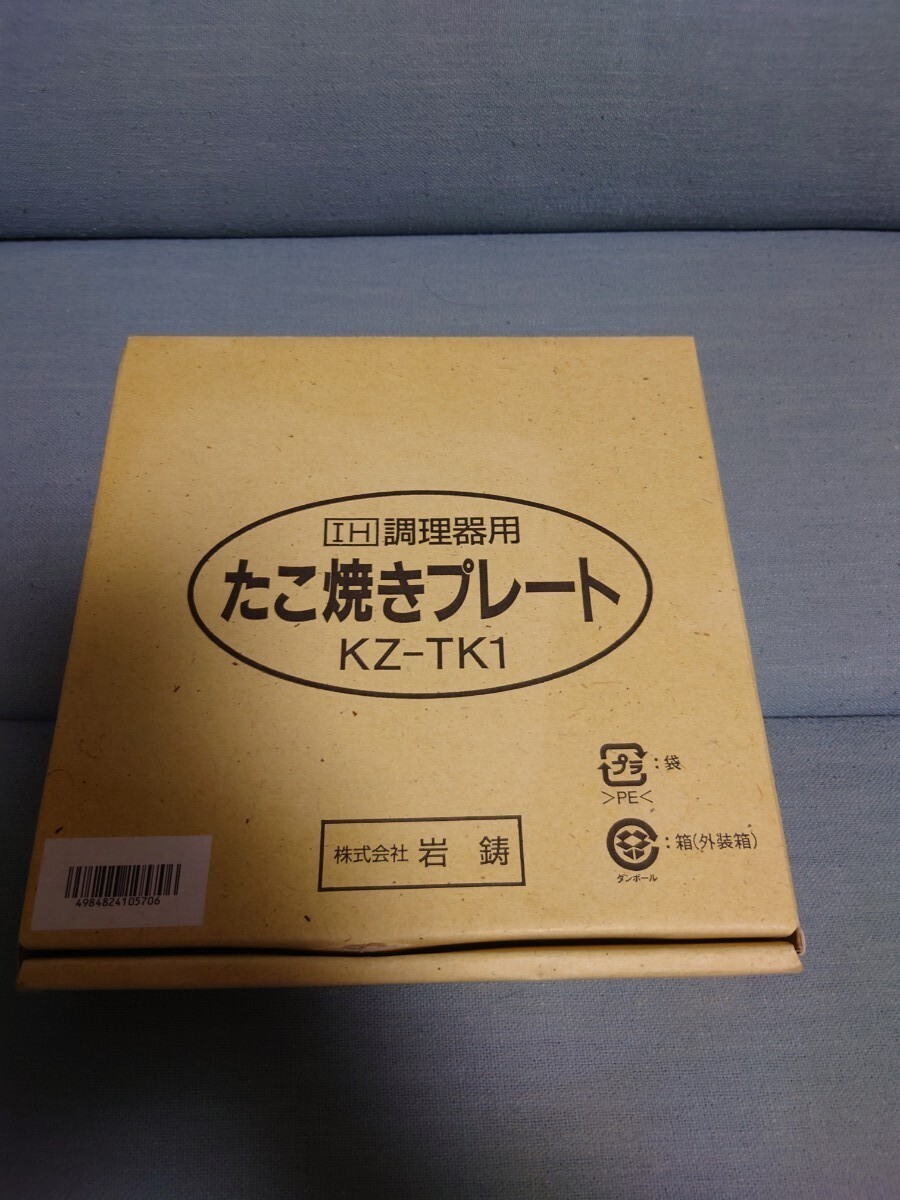 IH調理器用
たこ焼きプレート
KZ-TK1
プラ:袋
>PE<
:箱(外装箱)
ダンボール
株式会社 岩鋳
4984824105706